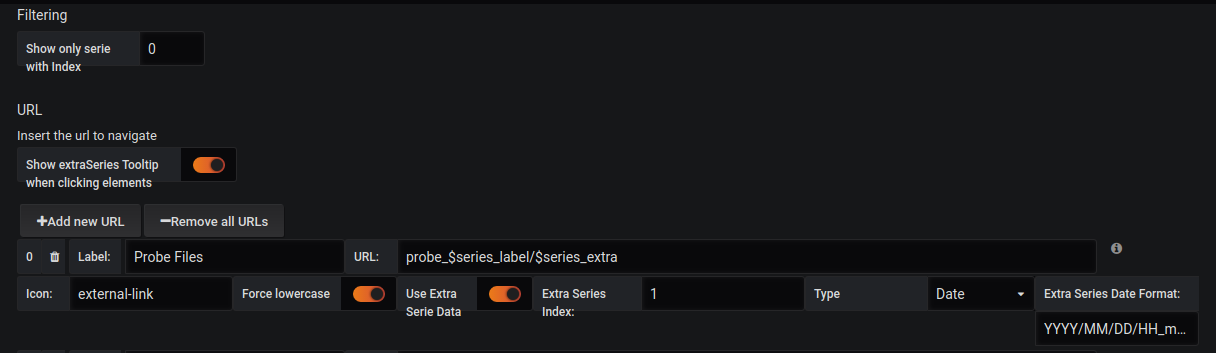 Filtering
Show only serie
with Index
0
URL
Insert the url to navigate
Show extraSeries Tooltip
when clicking elements
Add new URL
Remove all URLs
0 Label: Probe Files URL: probe_$series_label/$series_extra
Icon: external-link Force lowercase Use Extra
Serie Data
Extra Series
Index:
1 Type Date Extra Series Date Format:
YYYY/MM/DD/HH_m...